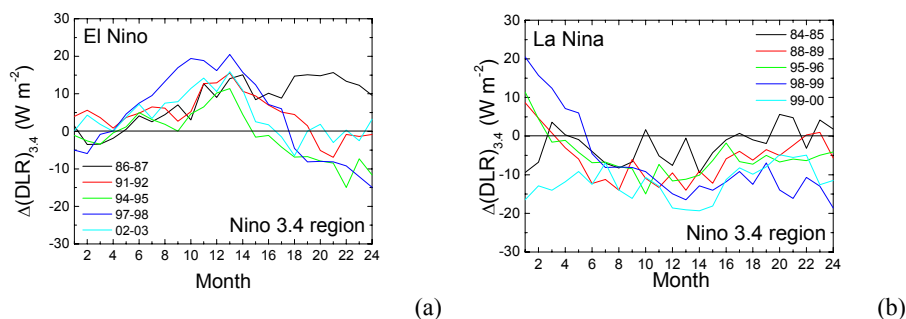 El Nino
Δ(DLR)3.4 (W m-2)
30
20
10
0
-10
-20
-30
86-87
91-92
94-95
97-98
02-03
Nino 3.4 region
2 4 6 8 10 12 14 16 18 20 22 24
Month
(a)
La Nina
Δ(DLR)3.4 (W m-2)
30
20
10
0
-10
-20
-30
84-85
88-89
95-96
98-99
99-00
Nino 3.4 region
2 4 6 8 10 12 14 16 18 20 22 24
Month
(b)